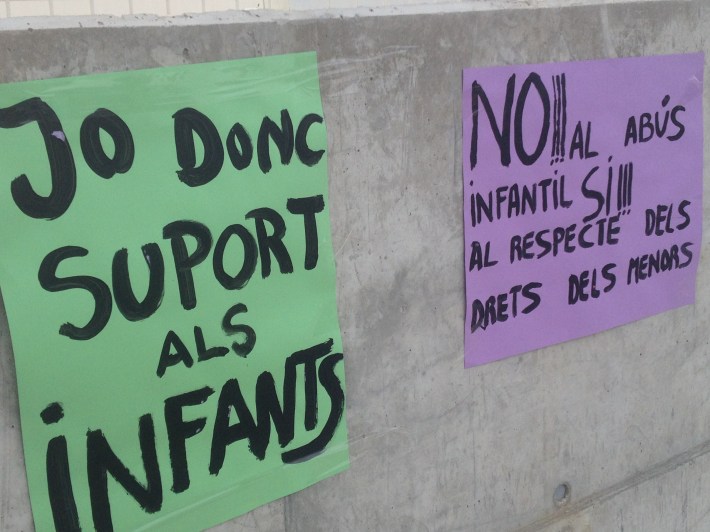 JO DONC
SUPORT
ALS
INFANTS
NO!!! AL ABÚS
INFANTIL SÍ!!!
AL RESPECTE DELS
DRETS DELS MENORS